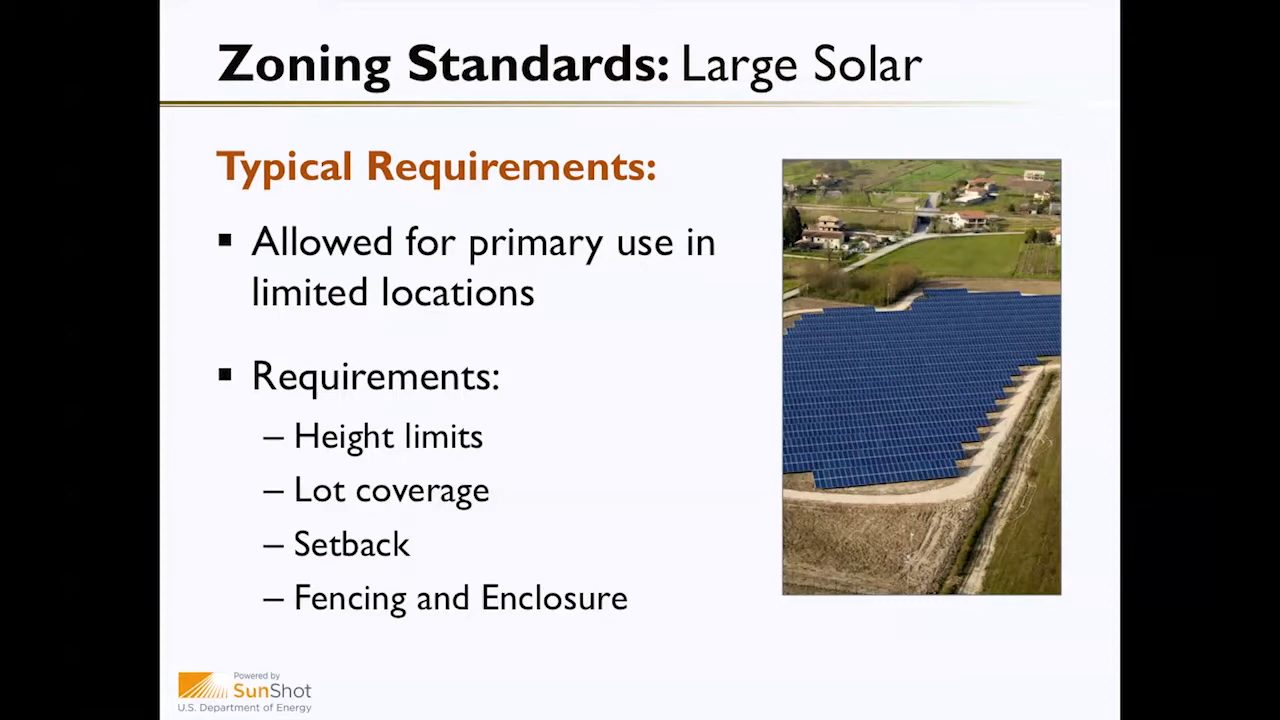 Zoning Standards: Large Solar
Typical Requirements:
▪ Allowed for primary use in
limited locations
▪ Requirements:
– Height limits
– Lot coverage
– Setback
– Fencing and Enclosure
Powered by
SunShot
U.S. Department of Energy